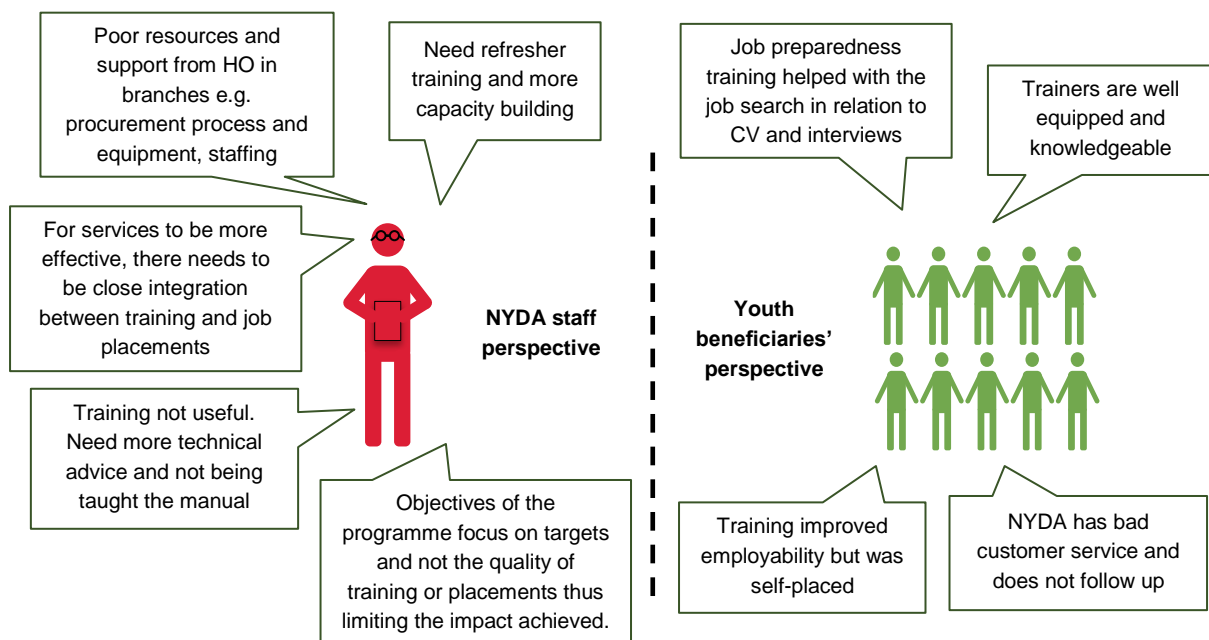 Poor resources and
support from HO in
branches e.g.
procurement process and
equipment, staffing
Need refresher
training and more
capacity building
For services to be more
effective, there needs to
be close integration
between training and job
placements
NYDA staff
perspective
Training not useful.
Need more technical
advice and not being
taught the manual
Objectives of the
programme focus on targets
and not the quality of
training or placements thus
limiting the impact achieved.
Job preparedness
training helped with the
job search in relation to
CV and interviews
Trainers are well
equipped and
knowledgeable
Youth
beneficiaries’
perspective
Training improved
employability but was
self-placed
NYDA has bad
customer service and
does not follow up